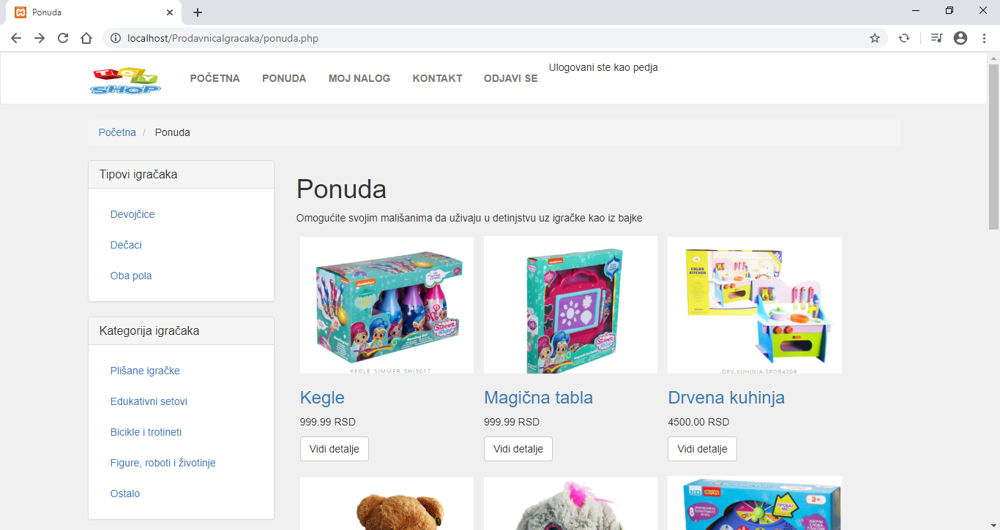 Ponuda
localhost/Prodavnicalgracaka/ponuda.php
TOY
SHOP
POČETNA
PONUDA
MOJ NALOG
KONTAKT
ODJAVI SE
Ulogovani ste kao pedja
Početna / Ponuda
Tipovi igračaka
Devojčice
Dečaci
Oba pola
Kategorija igračaka
Plišane igračke
Edukativni setovi
Bicikle i trotineti
Figure, roboti i životinje
Ostalo
Ponuda
Omogućite svojim mališanima da uživaju u detinjstvu uz igračke kao iz bajke
KEGLE SIMMER SHI3017
COLOR
KITCHEN
DRV.KUHINJA-SPOR4209
Kegle
999.99 RSD
Vidi detalje
Magična tabla
999.99 RSD
Vidi detalje
Drvena kuhinja
4500.00 RSD
Vidi detalje
3+